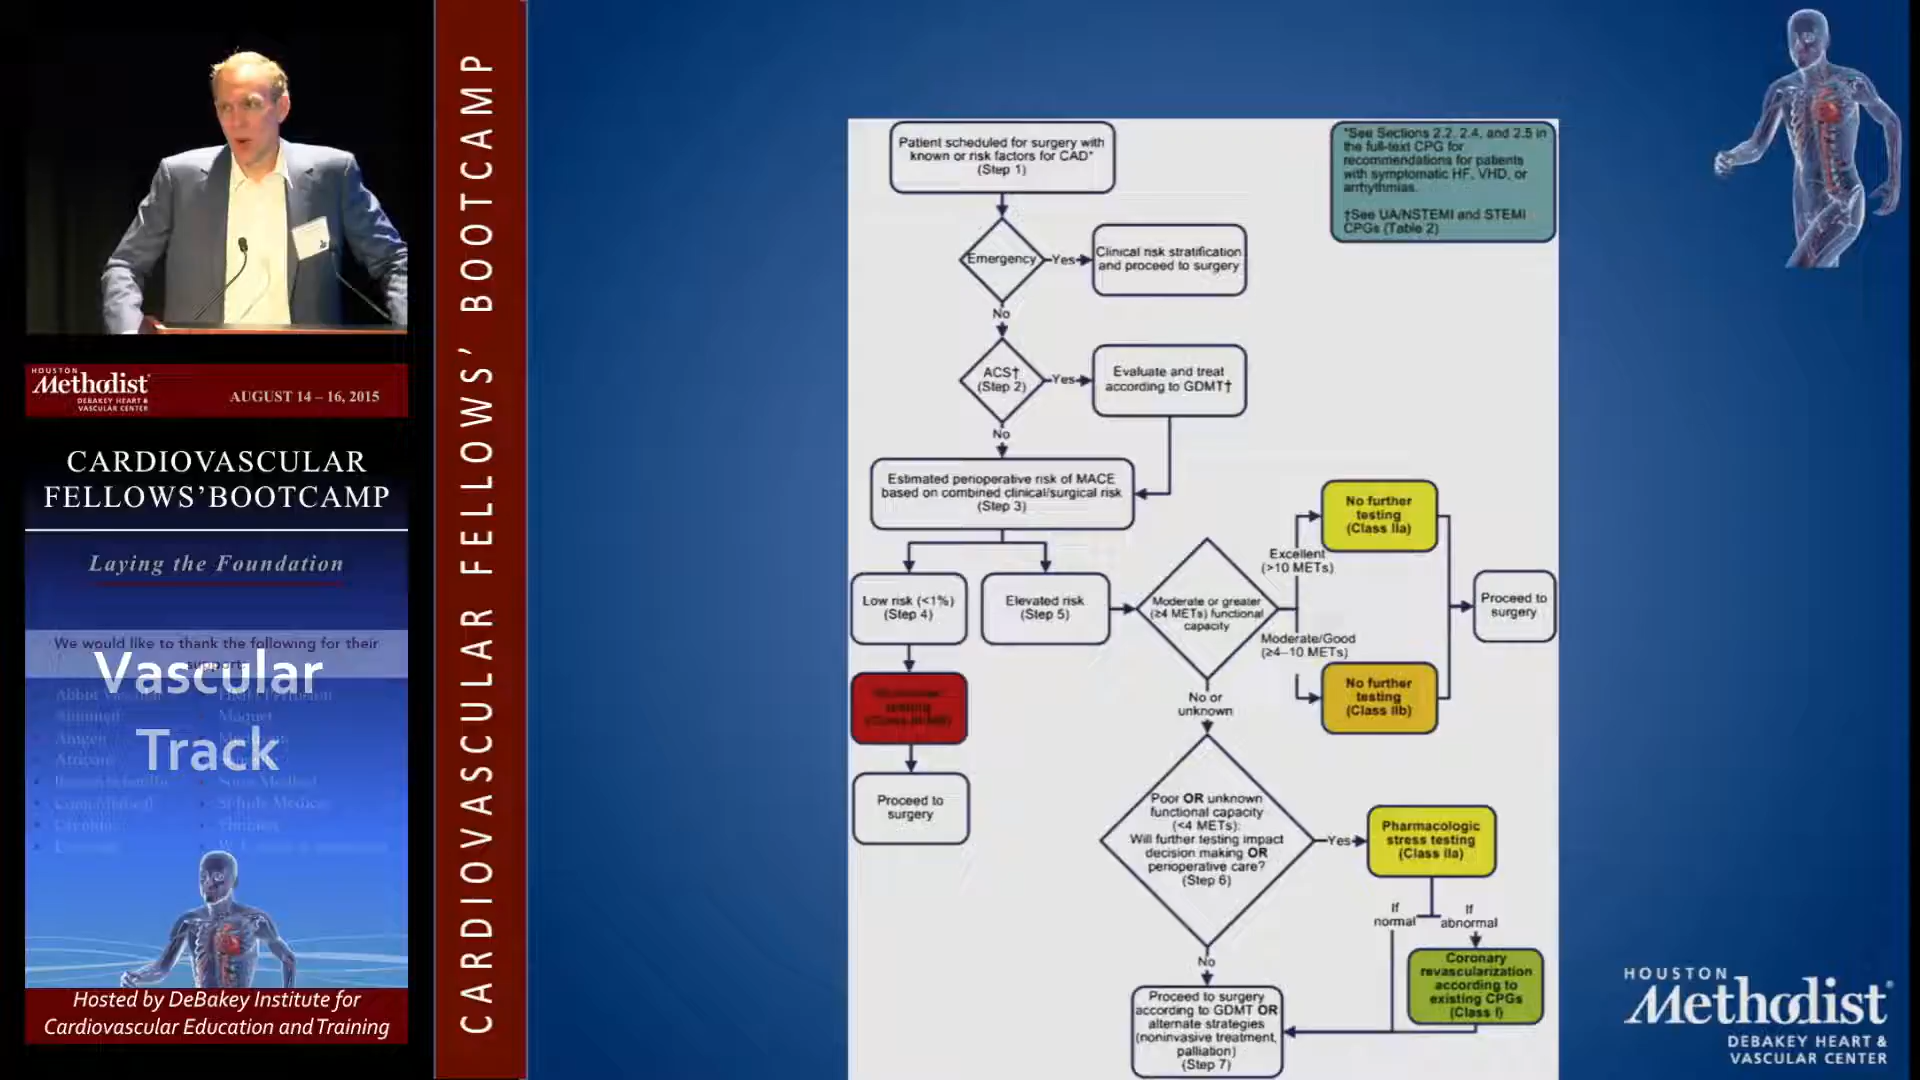 HOUSTON
Methodist
DEBAKEY HEART &
VASCULAR CENTER
AUGUST 14 – 16, 2015
CARDIOVASCULAR
FELLOWS'BOOTCAMP
Laying the Foundation
We would like to thank the following for their
Vascular
Track
Hosted by DeBakey Institute for
Cardiovascular Education and Training
CARDIOVASCULAR FELLOWS' BOOTCAMP
Patient scheduled for surgery with
known or risk factors for CAD*
(Step 1)
*See Sections 2.2, 2.4, and 2.5 in
the full-text CPG for
recommendations for patients
with symptomatic HF, VHD, or
arrhythmias.
†See UA/NSTEMI and STEMI
CPGs (Table 2)
Emergency
Yes
Clinical risk stratification
and proceed to surgery
No
ACS†
(Step 2)
Yes
Evaluate and treat
according to GDMT†
No
Estimated perioperative risk of MACE
based on combined clinical/surgical risk
(Step 3)
Low risk (<1%)
(Step 4)
Elevated risk
(Step 5)
Moderate or greater
(≥4 METs) functional
capacity
Excellent
(>10 METs)
No further
testing
(Class IIa)
Moderate/Good
(≥4–10 METs)
No further
testing
(Class IIb)
Proceed to
surgery
testing
Proceed to
surgery
No or
unknown
Poor OR unknown
functional capacity
(<4 METs):
Will further testing impact
decision making OR
perioperative care?
(Step 6)
Yes
Pharmacologic
stress testing
(Class IIa)
If
normal
If
abnormal
Coronary
revascularization
according to
existing CPGs
(Class I)
No
Proceed to surgery
according to GDMT OR
alternate strategies
(noninvasive treatment,
palliation)
(Step 7)
HOUSTON
Methodist
DEBAKEY HEART &
VASCULAR CENTER